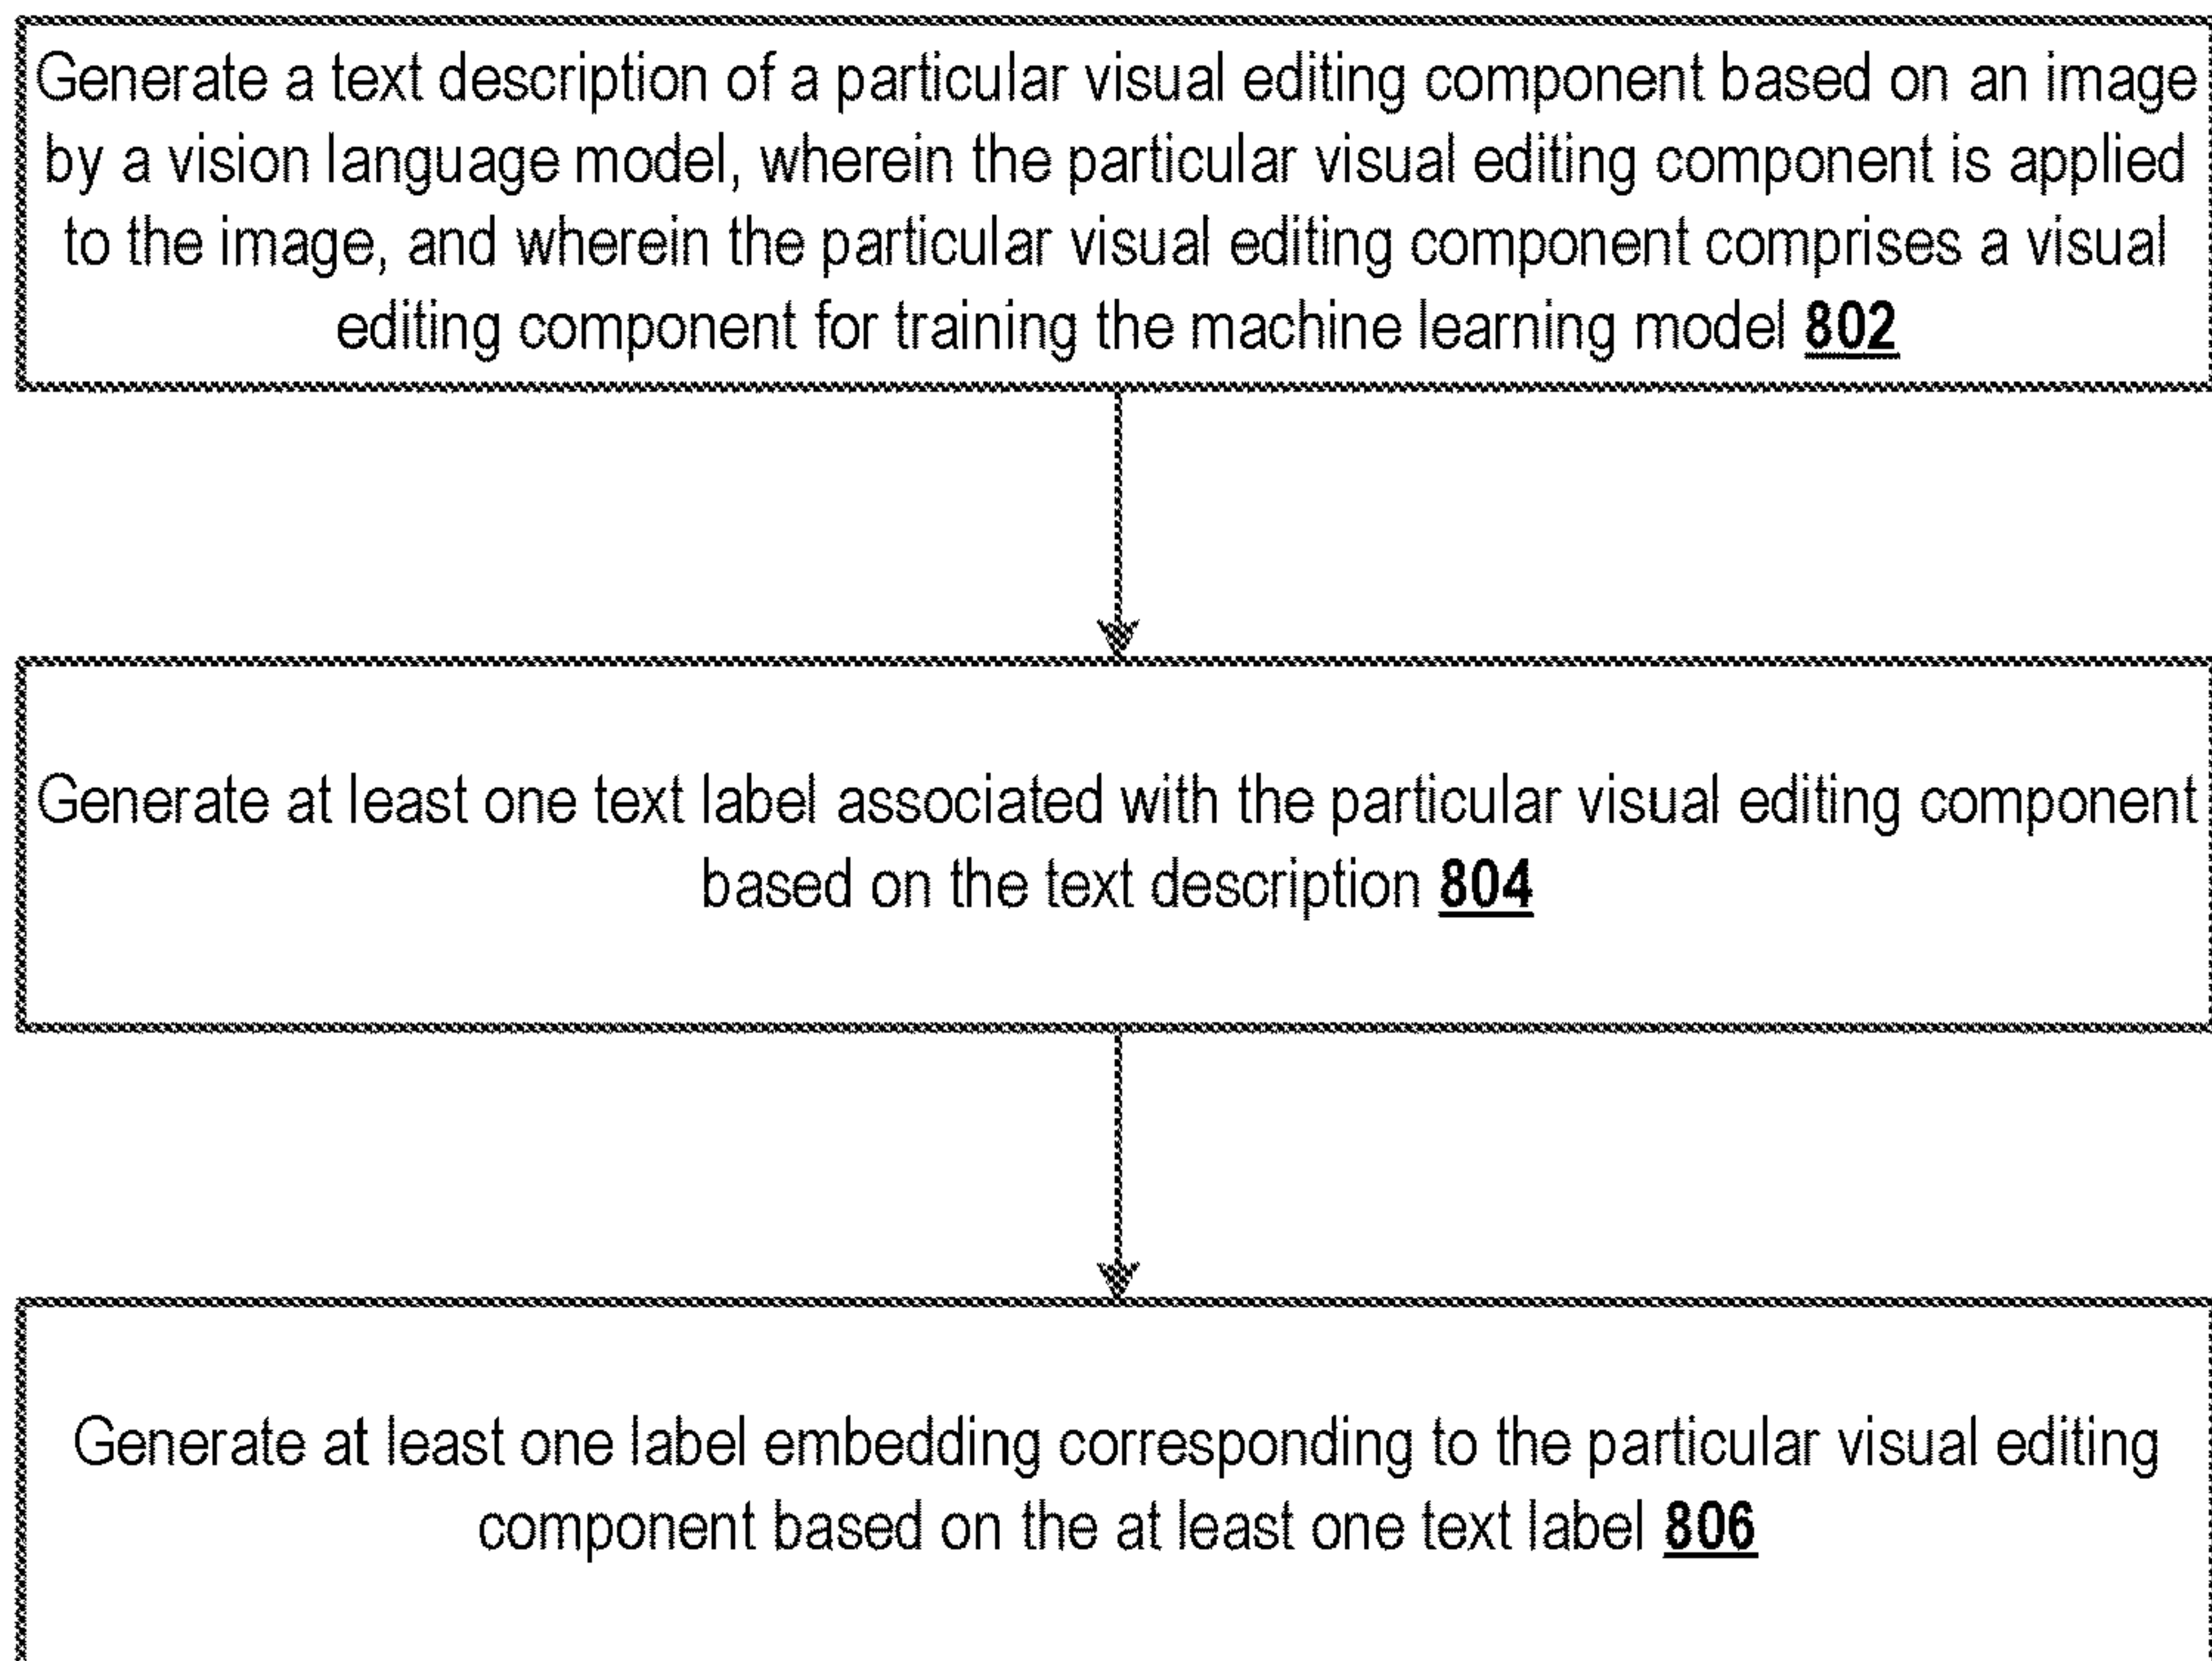 Generate a text description of a particular visual editing component based on an image
by a vision language model, wherein the particular visual editing component is applied
to the image, and wherein the particular visual editing component comprises a visual
editing component for training the machine learning model 802
Generate at least one text label associated with the particular visual editing component
based on the text description 804
Generate at least one label embedding corresponding to the particular visual editing
component based on the at least one text label 806